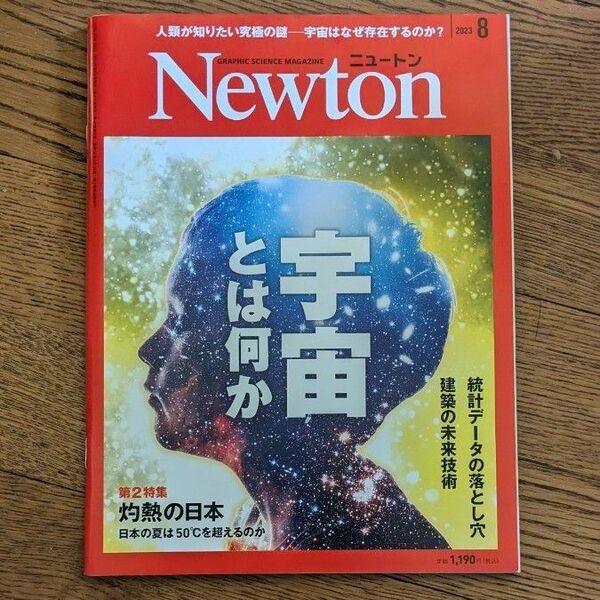 人類が知りたい究極の謎──宇宙はなぜ存在するのか?
2023 8
GRAPHIC SCIENCE MAGAZINE
ニュートン
Newton
宇宙
とは何か
統計データの落とし穴
建築の未来技術
第2特集
灼熱の日本
日本の夏は50℃を超えるのか
定価1,190円(税込)